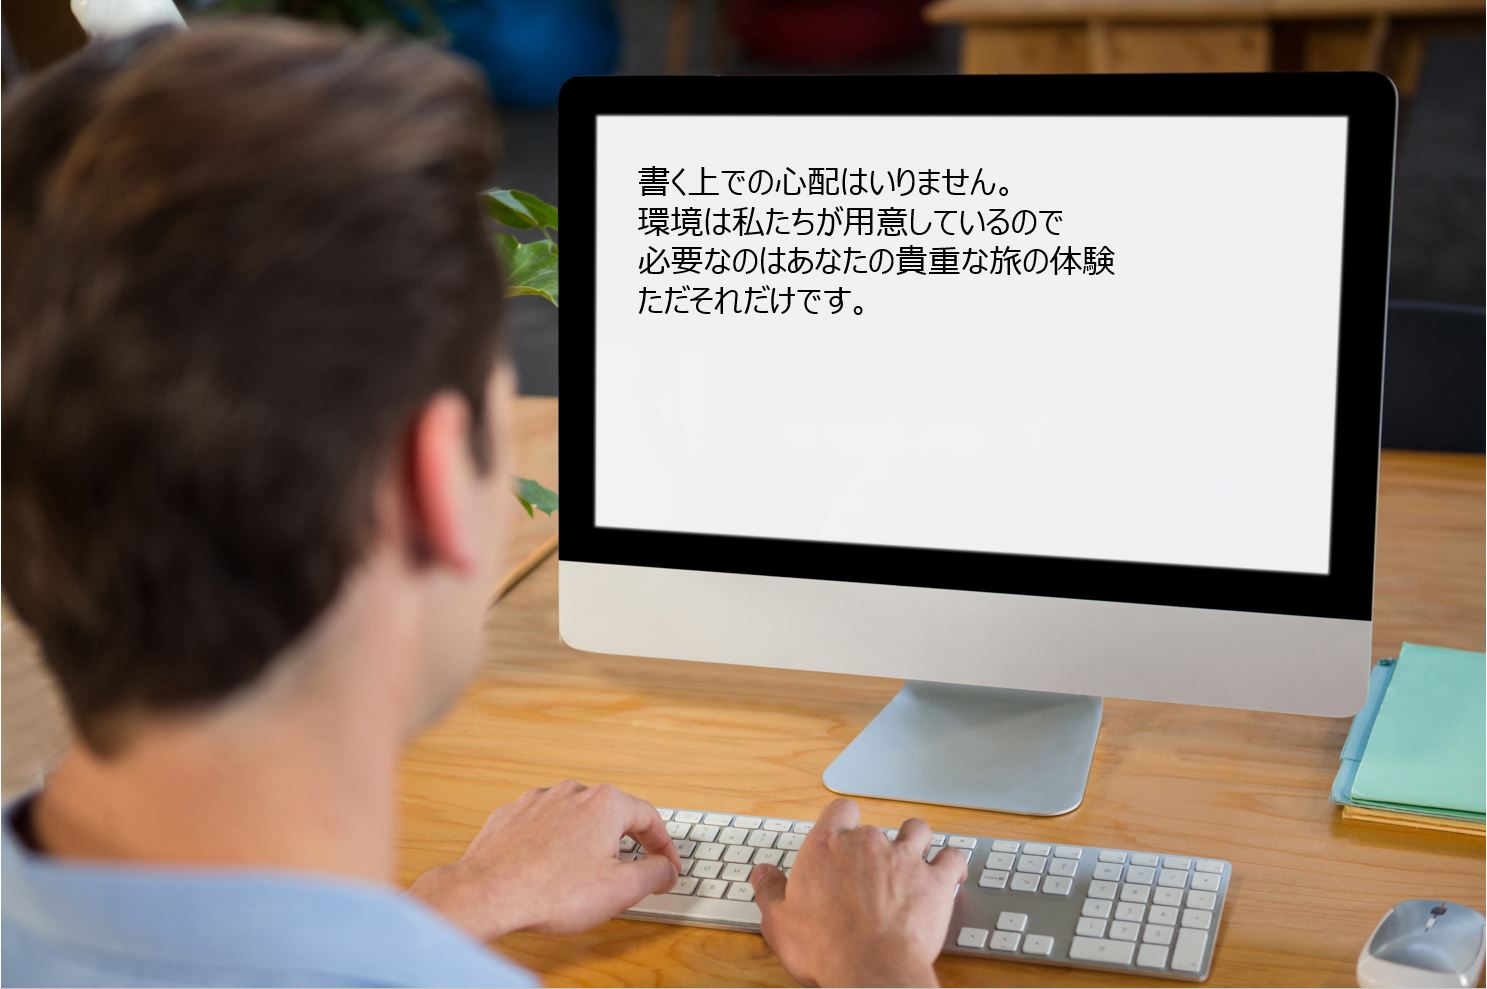 書く上での心配はいりません。
環境は私たちが用意しているので
必要なのはあなたの貴重な旅の体験
ただそれだけです。